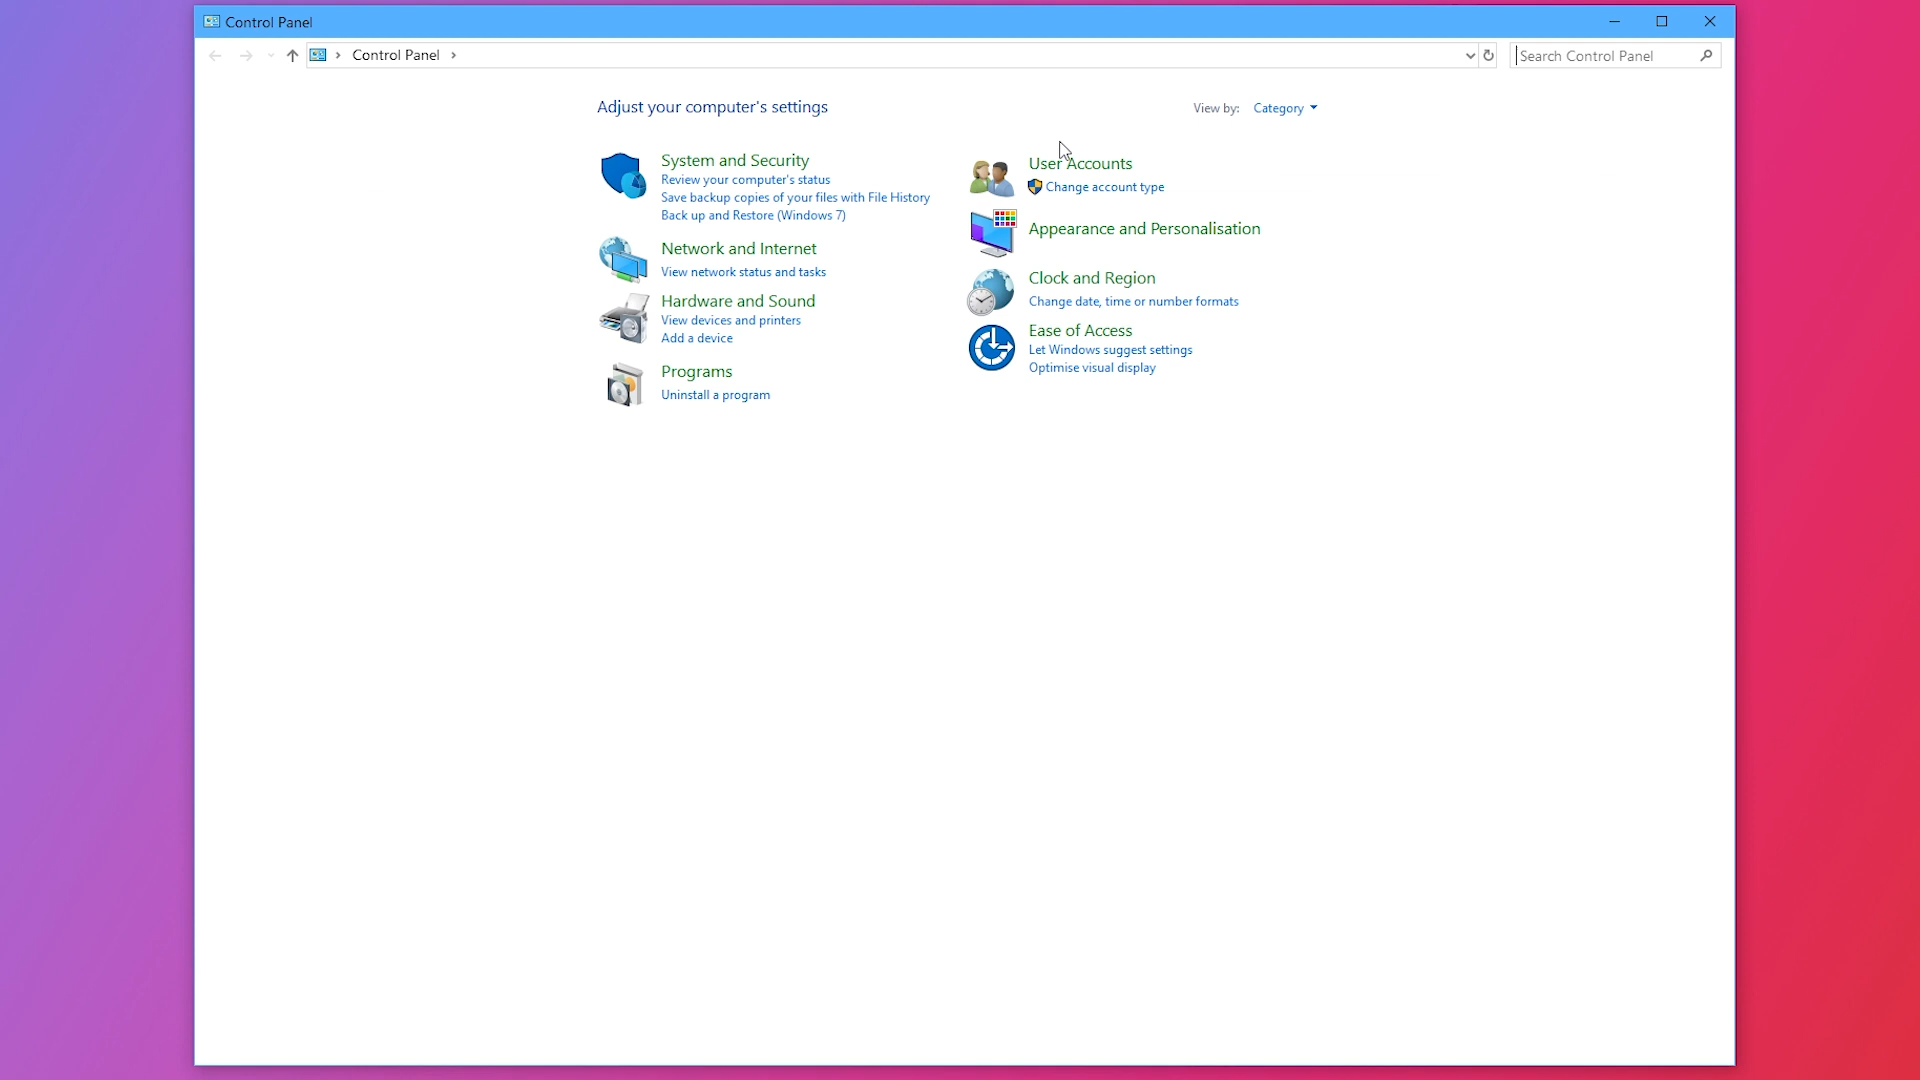 Control Panel
Control Panel
Search Control Panel
Adjust your computer's settings
View by: Category
System and Security
Review your computer's status
Save backup copies of your files with File History
Back up and Restore (Windows 7)
Network and Internet
View network status and tasks
Hardware and Sound
View devices and printers
Add a device
Programs
Uninstall a program
User Accounts
Change account type
Appearance and Personalisation
Clock and Region
Change date, time or number formats
Ease of Access
Let Windows suggest settings
Optimise visual display